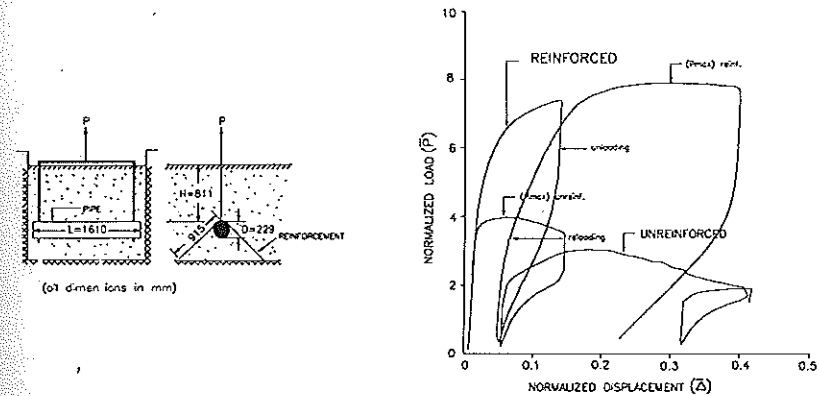 P
P
H=811
PIPE
L=1610
915
D=229
REINFORCEMENT
(all dimensions in mm)
NORMALIZED LOAD (P̅)
10
8
6
4
2
0
REINFORCED
(Pmax) reinf.
unloading
(Pmax) unreinf.
reloading
UNREINFORCED
0
0.1
0.2
0.3
0.4
0.5
NORMALIZED DISPLACEMENT (Δ̅)